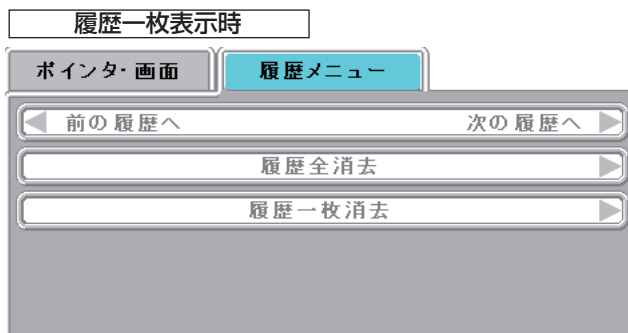 履歴一枚表示時
ポインタ・画面 履歴メニュー
前の履歴へ 次の履歴へ
履歴全消去
履歴一枚消去